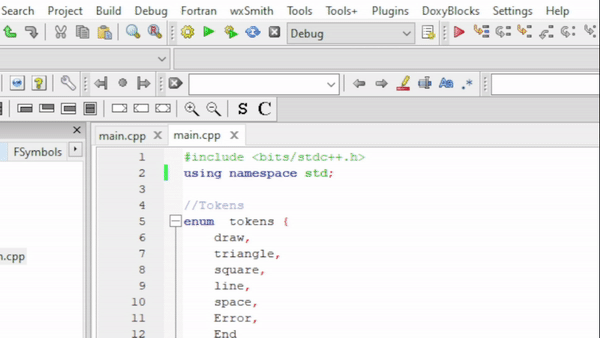 Search Project Build Debug Fortran wxSmith Tools Tools+ Plugins DoxyBlocks Settings Help
Debug
Aa .*
S C
FSymbols
main.cpp main.cpp
1 #include <bits/stdc++.h>
2 using namespace std;
3
4 //Tokens
5 enum tokens {
6 draw,
7 triangle,
8 square,
9 line,
10 space,
11 Error,
12 End
n.cpp